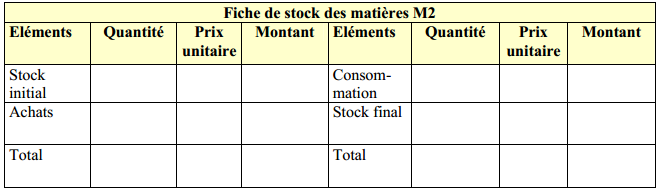 Fiche de stock des matières M2
Eléments Quantité Prix unitaire Montant Eléments Quantité Prix unitaire Montant
Stock initial Consom-mation
Achats Stock final
Total Total